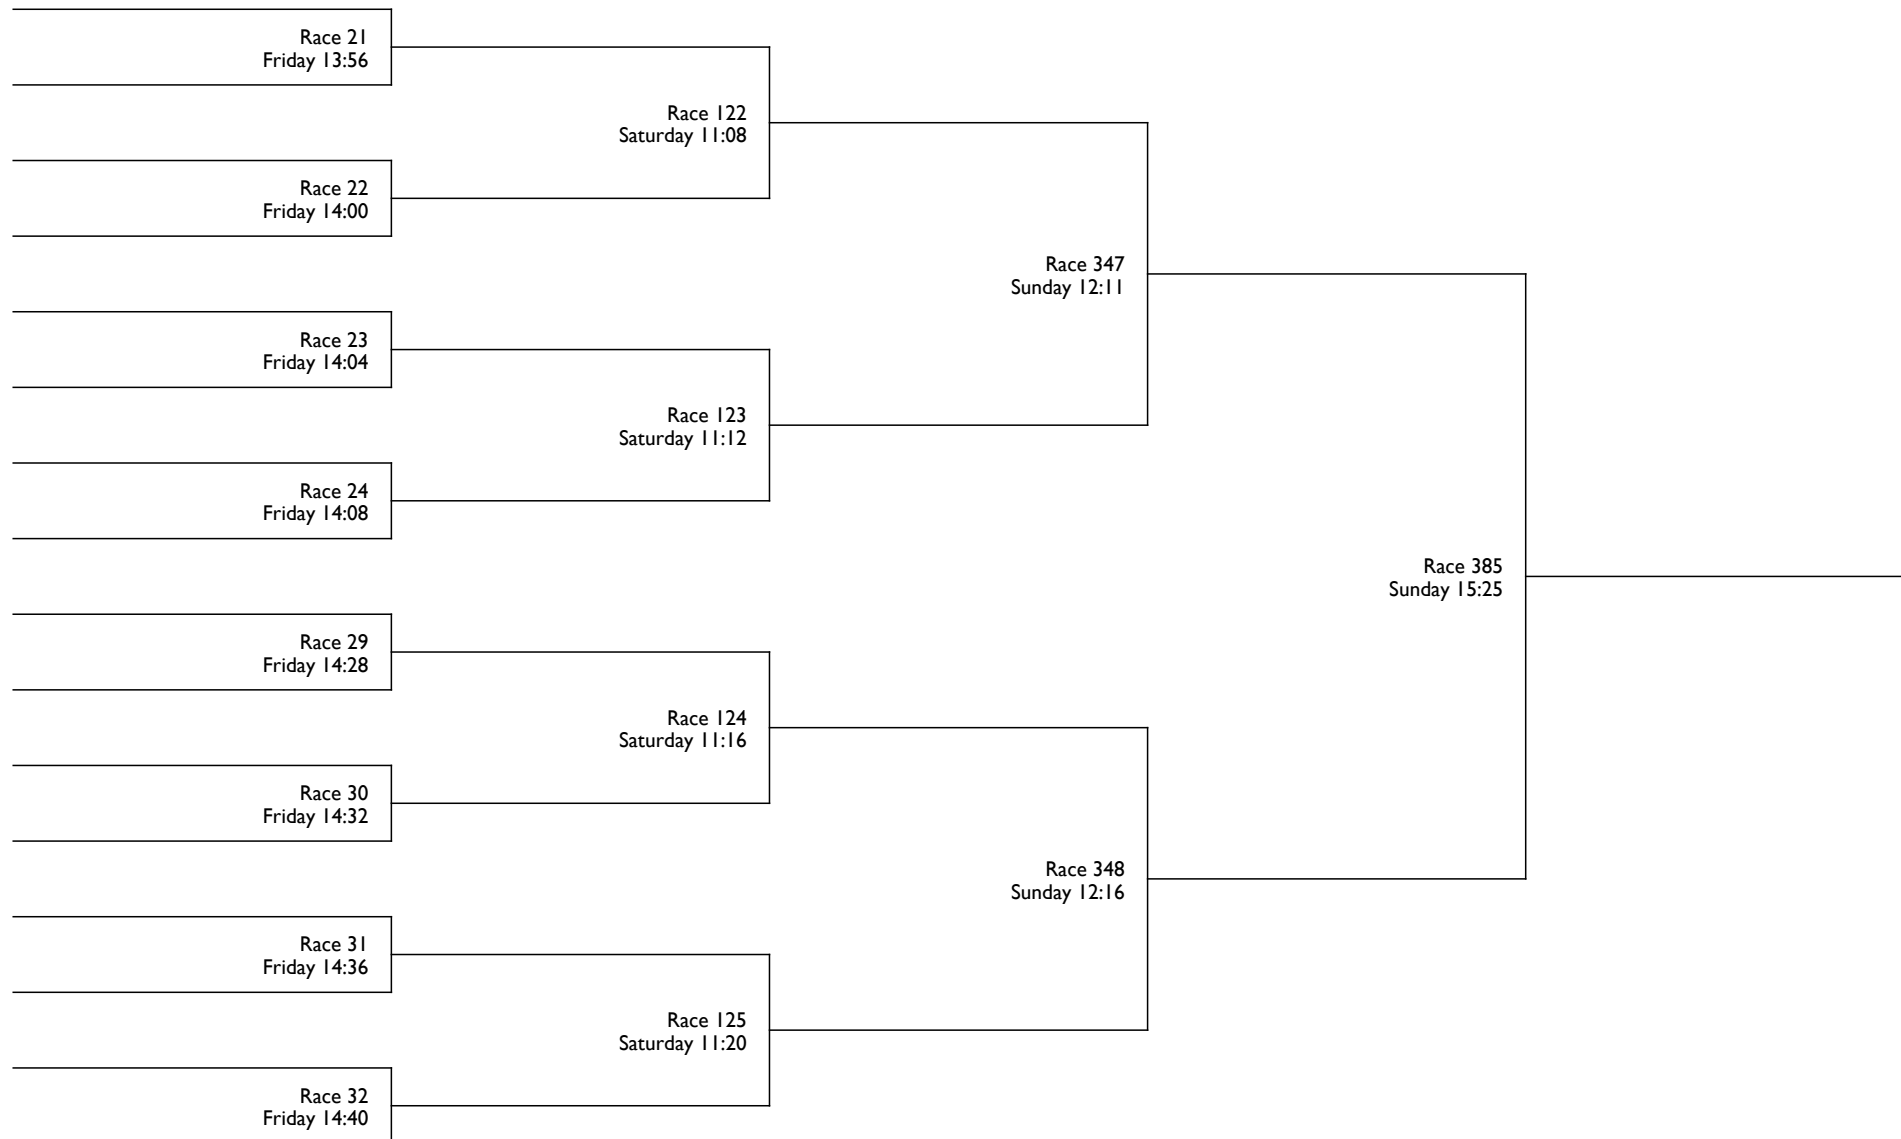 Race 21
Friday 13:56
Race 122
Saturday 11:08
Race 22
Friday 14:00
Race 347
Sunday 12:11
Race 23
Friday 14:04
Race 123
Saturday 11:12
Race 24
Friday 14:08
Race 385
Sunday 15:25
Race 29
Friday 14:28
Race 124
Saturday 11:16
Race 30
Friday 14:32
Race 348
Sunday 12:16
Race 31
Friday 14:36
Race 125
Saturday 11:20
Race 32
Friday 14:40